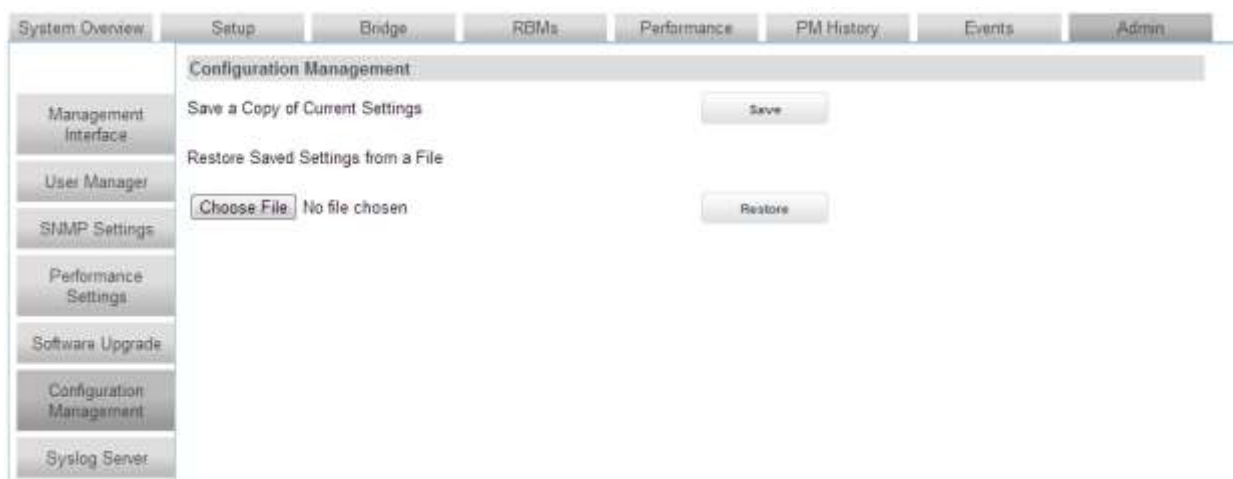 System Overview Setup Bridge RBMs Performance PM History Events Admin
Configuration Management
Save a Copy of Current Settings Save
Management
Interface
Restore Saved Settings from a File
User Manager
Choose File No file chosen Restore
SNMP Settings
Performance
Settings
Software Upgrade
Configuration
Management
Syslog Server